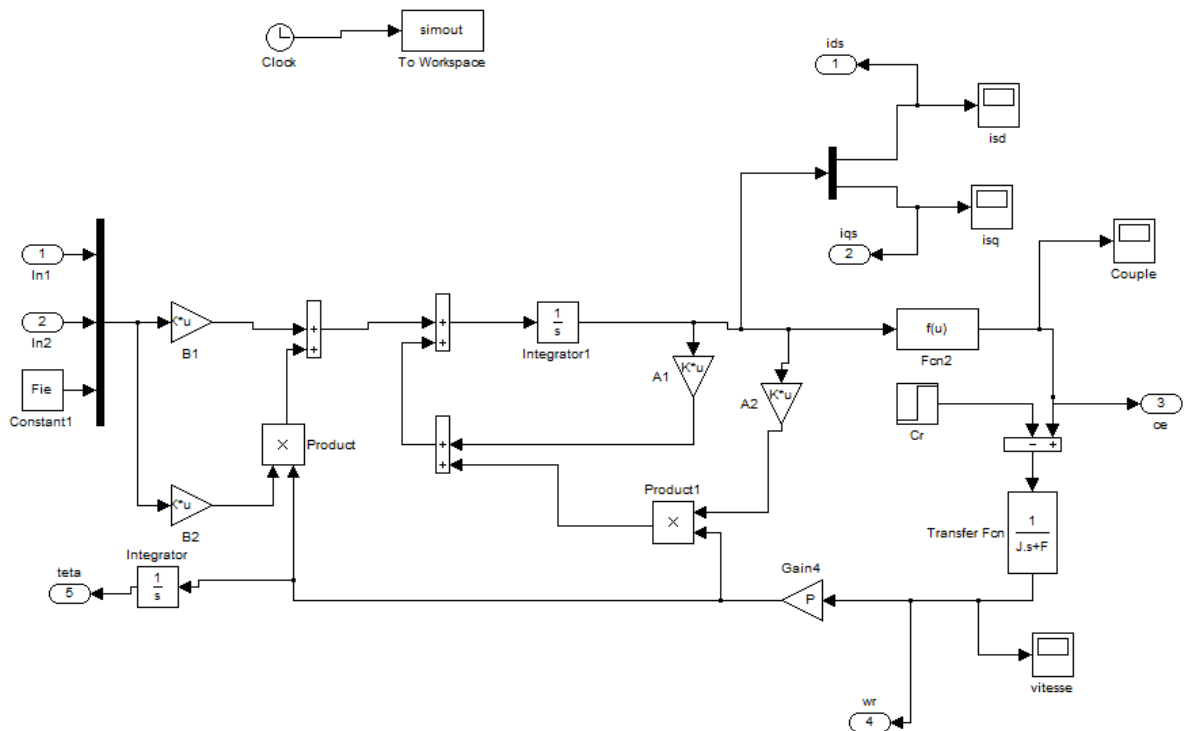 simout
Clock
To Workspace
ids
1
isd
iqs
2
isq
Couple
1
In1
2
In2
Fie
Constant1
K*u
B1
+
+
+
+
1
s
Integrator1
K*u
A1
K*u
A2
f(u)
Fcn2
Cr
3
ce
− +
×
Product
+
+
K*u
B2
Product1
×
Transfer Fcn
1
J.s+F
Integrator
1
s
teta
5
Gain4
P
vitesse
wr
4